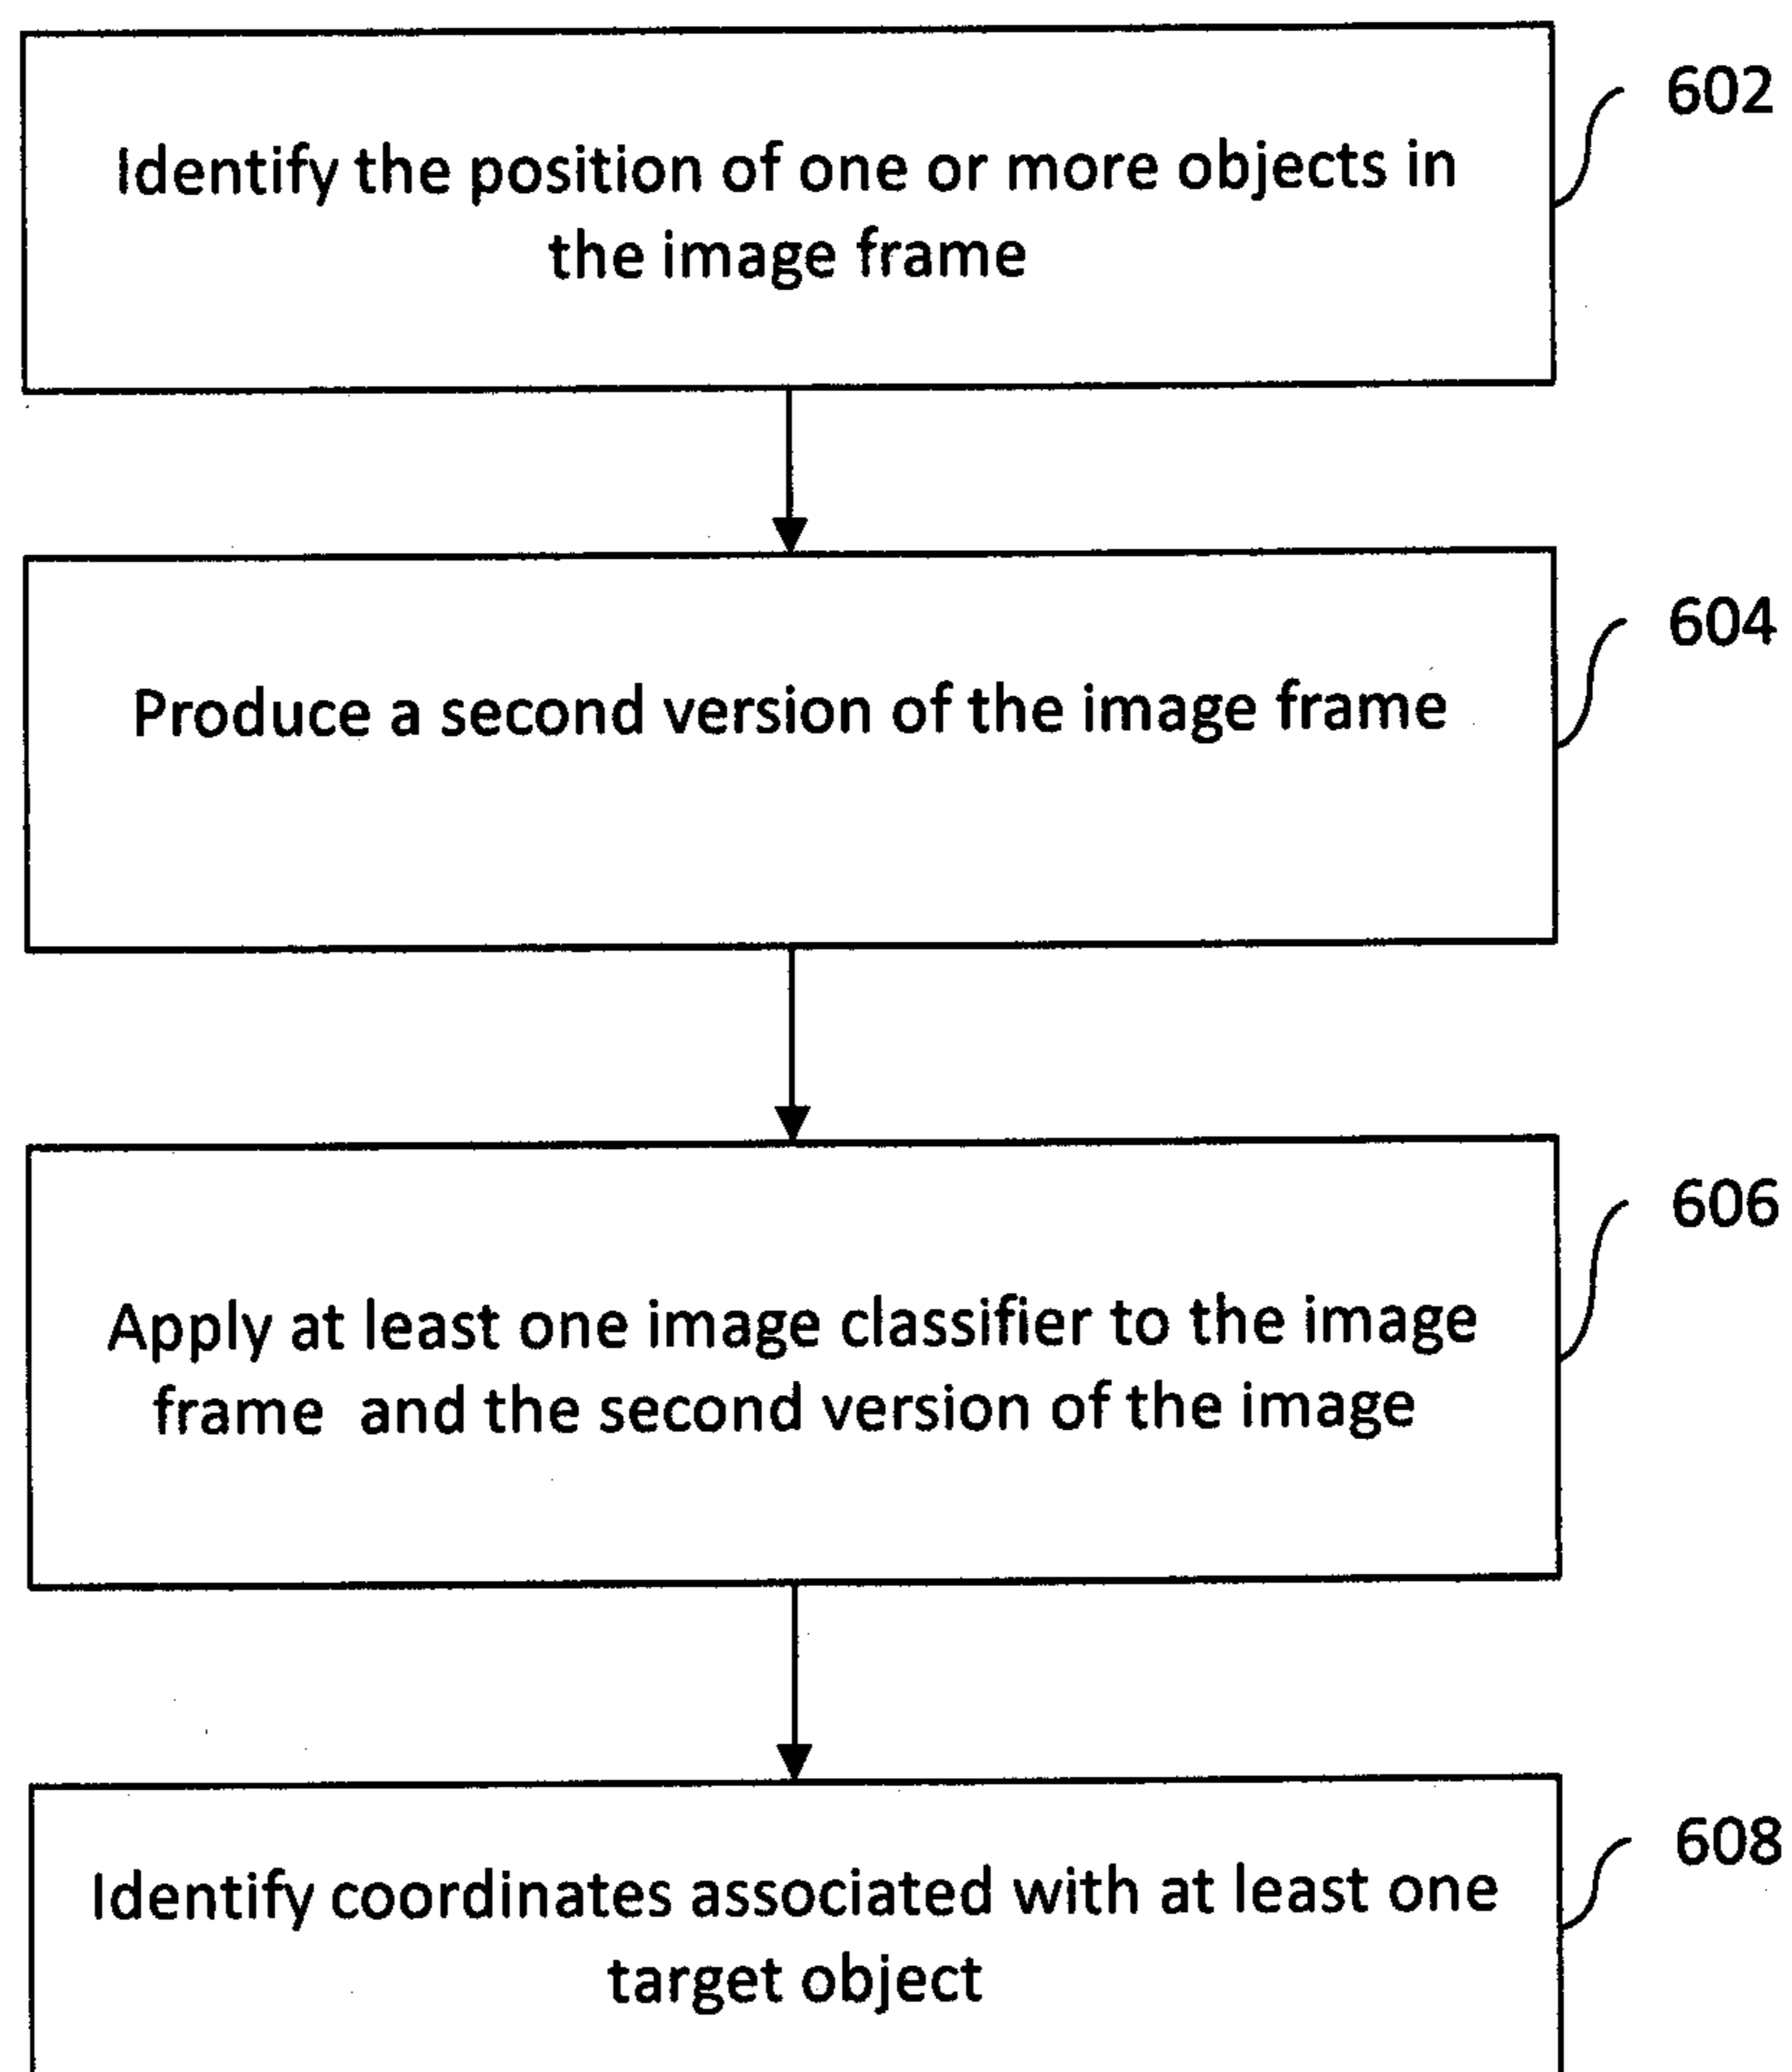 602
Identify the position of one or more objects in
the image frame
604
Produce a second version of the image frame
606
Apply at least one image classifier to the image
frame and the second version of the image
608
Identify coordinates associated with at least one
target object